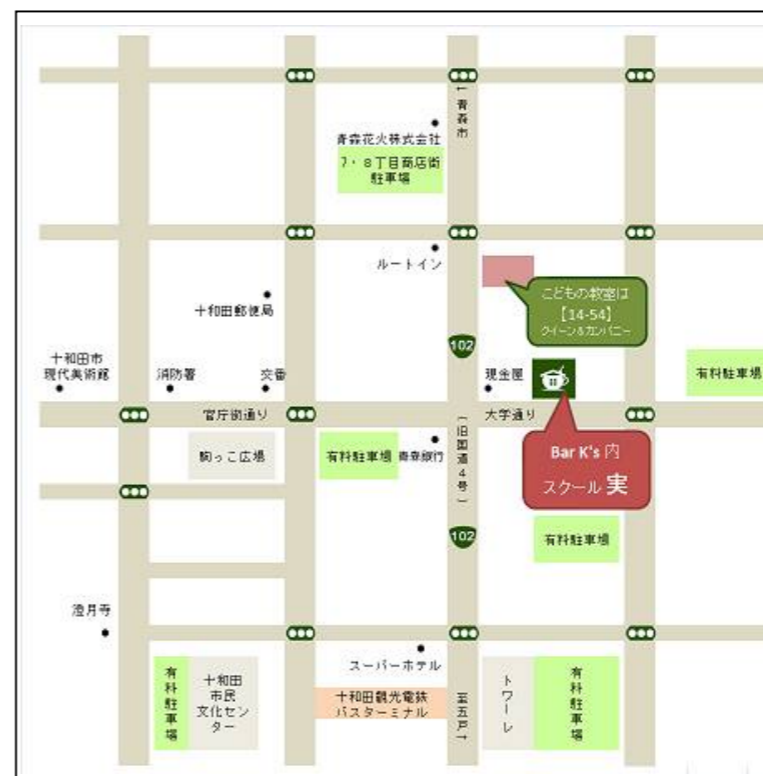 ↑青森市
青森花火株式会社
7・8丁目商店街
駐車場
ルートイン
こどもの教室は
【14-54】
クイーン&カンパニー
十和田郵便局
102
十和田市
現代美術館
消防署
交番
現金屋
有料駐車場
官庁街通り
大学通り
駒っこ広場
有料駐車場
青森銀行
(旧国道4号)
Bar K's 内
スクール 実
102
有料駐車場
澄月寺
スーパーホテル
有料駐車場
十和田
市民
文化セン
ター
十和田観光電鉄
バスターミナル
至五戸↓
トワーレ
有料駐車場